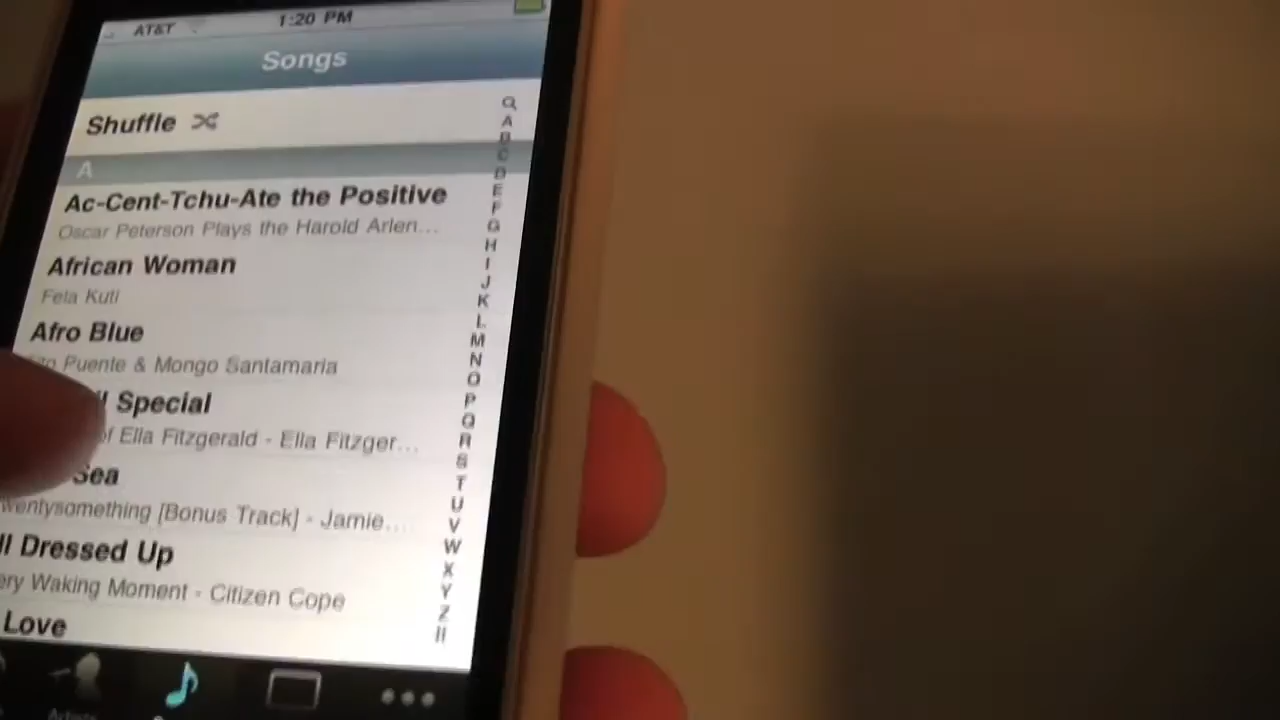 AT&T
1:20 PM
Songs
Shuffle
A
Ac-Cent-Tchu-Ate the Positive
Oscar Peterson Plays the Harold Arlen...
African Woman
Fela Kuti
Afro Blue
Puente & Mongo Santamaria
Special
of Ella Fitzgerald - Ella Fitzger...
Sea
wentysomething [Bonus Track] - Jamie...
ll Dressed Up
ery Waking Moment - Citizen Cope
Love
A
B
C
D
E
F
G
H
I
J
K
L
M
N
O
P
Q
R
S
T
U
V
W
X
Y
Z